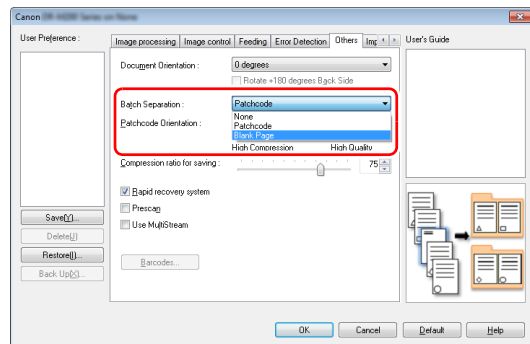 Canon on None
User Preference :
Image processing Image control Feeding Error Detection Others
User's Guide
Document Orientation : 0 degrees
Rotate +180 degrees Back Side
Batch Separation : Patchcode
None
Patchcode Orientation : Patchcode
Blank Page
High Compression High Quality
Compression ratio for saving : 75
Rapid recovery system
Prescan
Use MultiStream
Save(Y)...
Delete(J)
Restore(I)...
Back Up(X)...
Barcodes...
OK Cancel Default Help